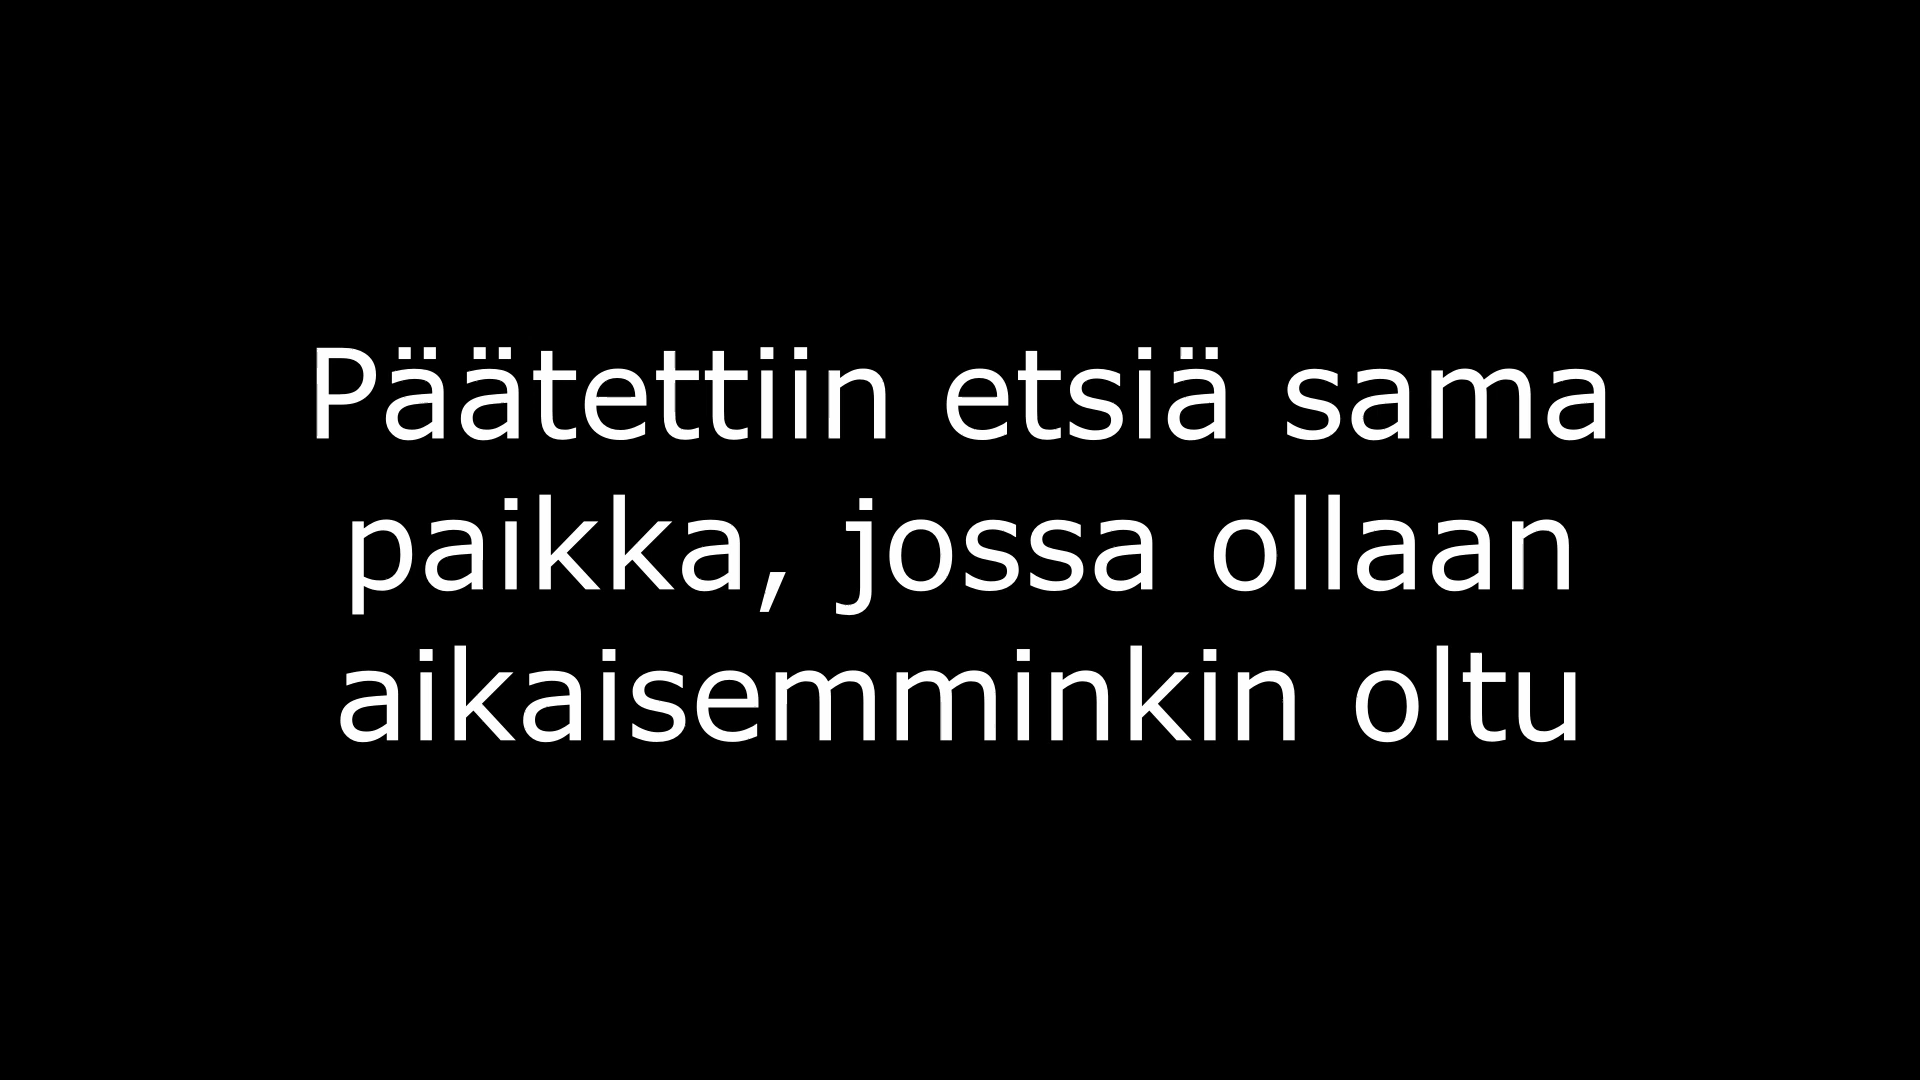 Päätettiin etsiä sama
paikka, jossa ollaan
aikaisemminkin oltu